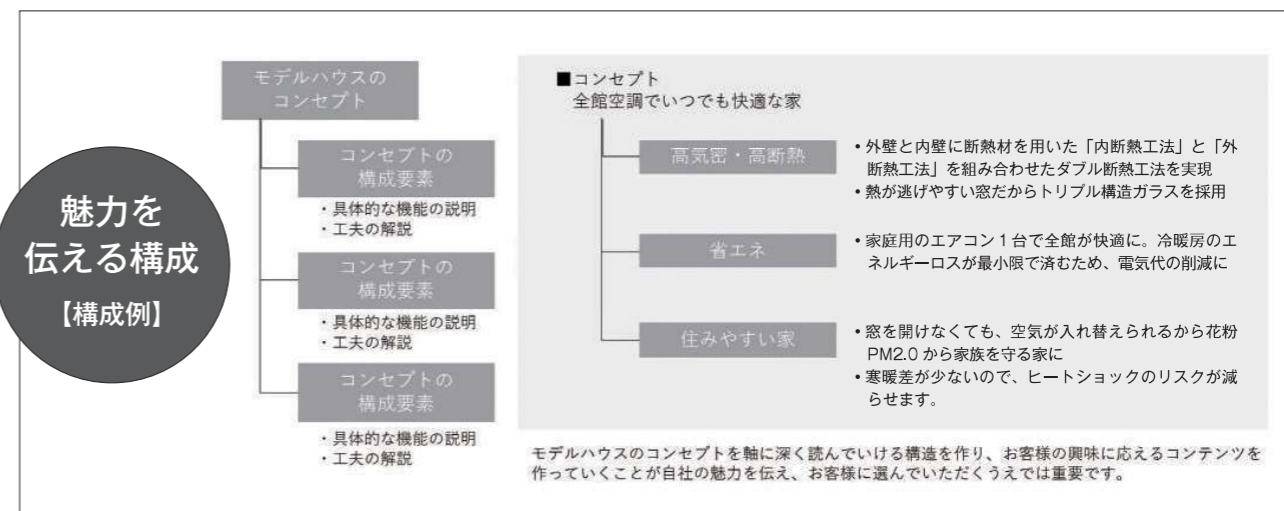 魅力を
伝える構成
【構成例】
モデルハウスの
コンセプト
コンセプトの
構成要素
・具体的な機能の説明
・工夫の解説
コンセプトの
構成要素
・具体的な機能の説明
・工夫の解説
コンセプトの
構成要素
・具体的な機能の説明
・工夫の解説
■コンセプト
全館空調でいつでも快適な家
高気密・高断熱
•外壁と内壁に断熱材を用いた「内断熱工法」と「外
断熱工法」を組み合わせたダブル断熱工法を実現
•熱が逃げやすい窓だからトリプル構造ガラスを採用
省エネ
•家庭用のエアコン1台で全館が快適に。冷暖房のエ
ネルギーロスが最小限で済むため、電気代の削減に
住みやすい家
•窓を開けなくても、空気が入れ替えられるから花粉
PM2.0から家族を守る家に
•寒暖差が少ないので、ヒートショックのリスクが減
らせます。
モデルハウスのコンセプトを軸に深く読んでいける構造を作り、お客様の興味に応えるコンテンツを
作っていくことが自社の魅力を伝え、お客様に選んでいただくうえでは重要です。